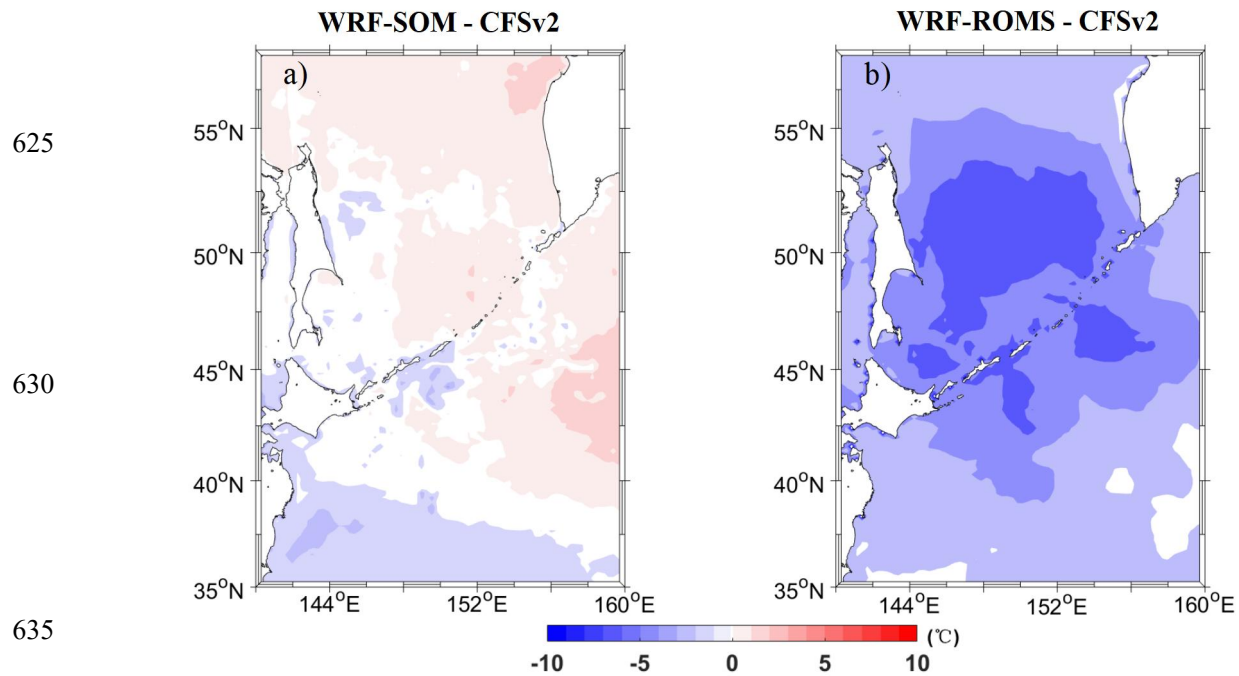 WRF-SOM - CFSv2
WRF-ROMS - CFSv2
a)
b)
625
55°N
55°N
50°N
50°N
630
45°N
45°N
40°N
40°N
35°N
35°N
144°E
152°E
160°E
144°E
152°E
160°E
635
-10
-5
0
5
10
(℃)